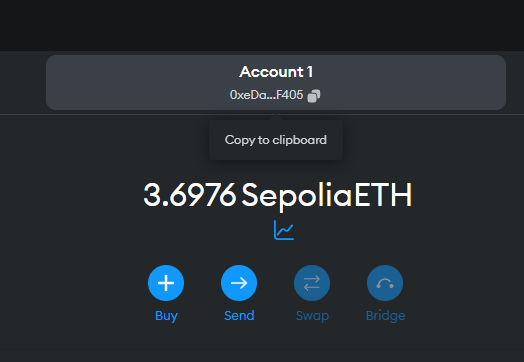 Account 1
0xeDa...F405
Copy to clipboard
3.6976 SepoliaETH
Buy Send Swap Bridge